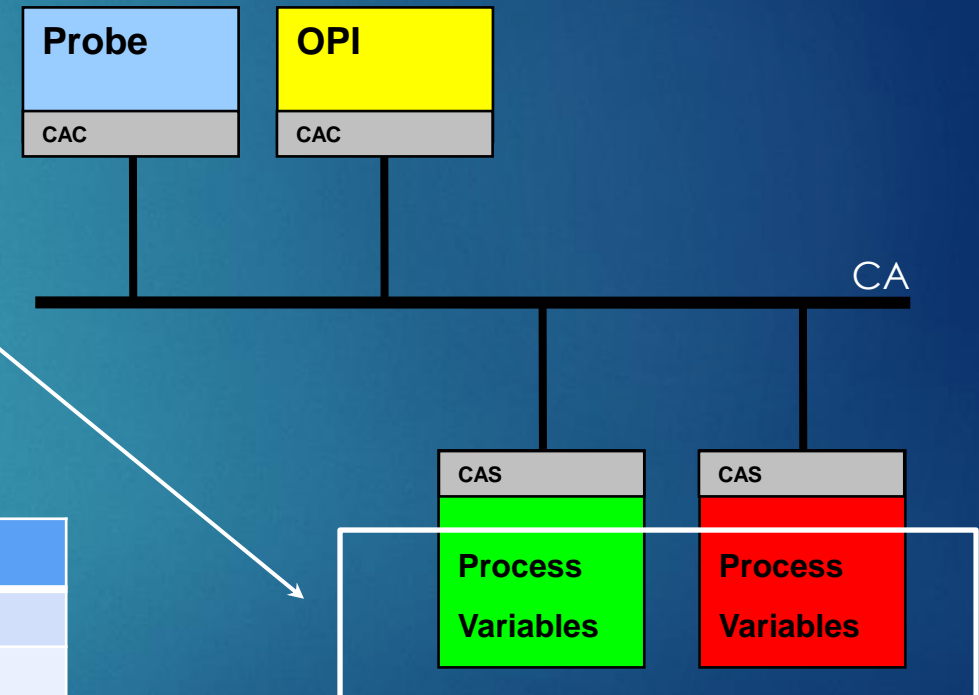 Probe
OPI
CAC
CAC
CA
CAS
CAS
Process
Variables
Process
Variables